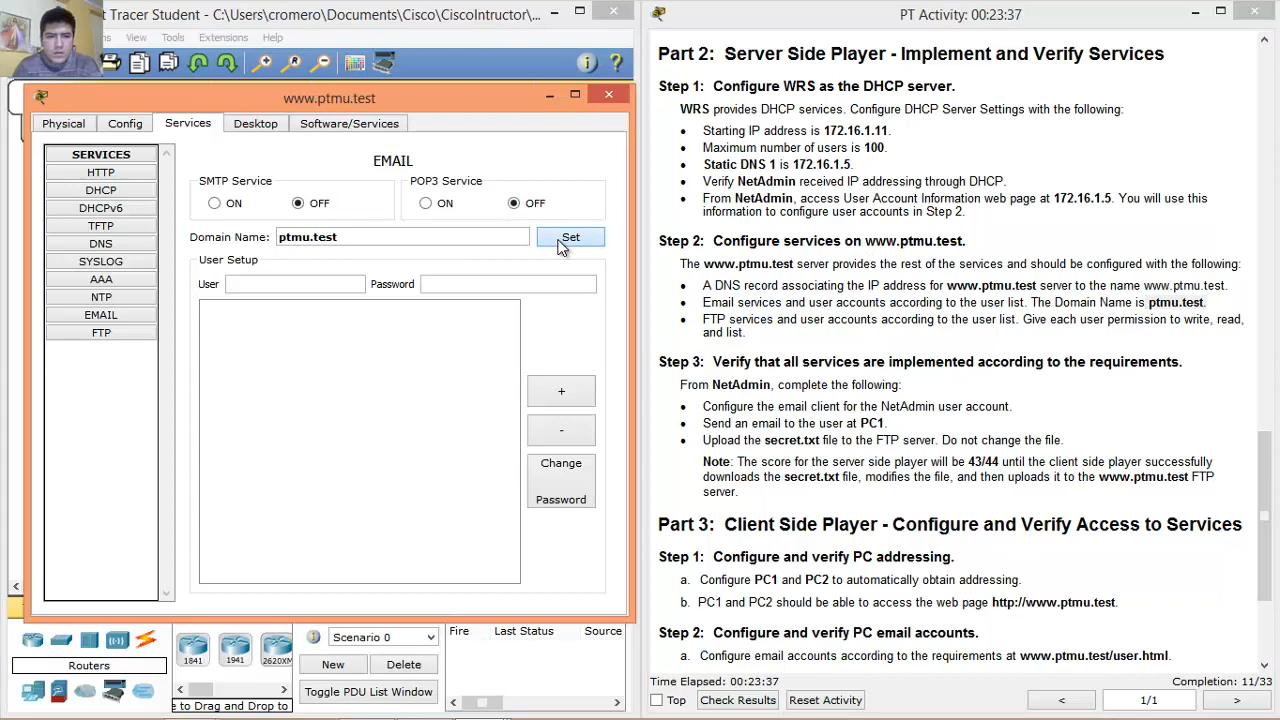 t Tracer Student - C:\Users\cromero\Documents\Cisco\CiscoIntructor\...
View Tools Extensions Help
www.ptmu.test
Physical Config Services Desktop Software/Services
SERVICES
HTTP
DHCP
DHCPv6
TFTP
DNS
SYSLOG
AAA
NTP
EMAIL
FTP
EMAIL
SMTP Service
ON OFF
POP3 Service
ON OFF
Domain Name: ptmu.test Set
User Setup
User Password
+
-
Change
Password
Routers
1841 1941 2620XM
e to Drag and Drop to
Scenario 0
New Delete
Toggle PDU List Window
Fire Last Status Source
PT Activity: 00:23:37
Part 2: Server Side Player - Implement and Verify Services
Step 1: Configure WRS as the DHCP server.
WRS provides DHCP services. Configure DHCP Server Settings with the following:
• Starting IP address is 172.16.1.11.
• Maximum number of users is 100.
• Static DNS 1 is 172.16.1.5.
• Verify NetAdmin received IP addressing through DHCP.
• From NetAdmin, access User Account Information web page at 172.16.1.5. You will use this
information to configure user accounts in Step 2.
Step 2: Configure services on www.ptmu.test.
The www.ptmu.test server provides the rest of the services and should be configured with the following:
• A DNS record associating the IP address for www.ptmu.test server to the name www.ptmu.test.
• Email services and user accounts according to the user list. The Domain Name is ptmu.test.
• FTP services and user accounts according to the user list. Give each user permission to write, read,
and list.
Step 3: Verify that all services are implemented according to the requirements.
From NetAdmin, complete the following:
• Configure the email client for the NetAdmin user account.
• Send an email to the user at PC1.
• Upload the secret.txt file to the FTP server. Do not change the file.
Note: The score for the server side player will be 43/44 until the client side player successfully
downloads the secret.txt file, modifies the file, and then uploads it to the www.ptmu.test FTP
server.
Part 3: Client Side Player - Configure and Verify Access to Services
Step 1: Configure and verify PC addressing.
a. Configure PC1 and PC2 to automatically obtain addressing.
b. PC1 and PC2 should be able to access the web page http://www.ptmu.test.
Step 2: Configure and verify PC email accounts.
a. Configure email accounts according to the requirements at www.ptmu.test/user.html.
Time Elapsed: 00:23:37 Completion: 11/33
Top Check Results Reset Activity < 1/1 >